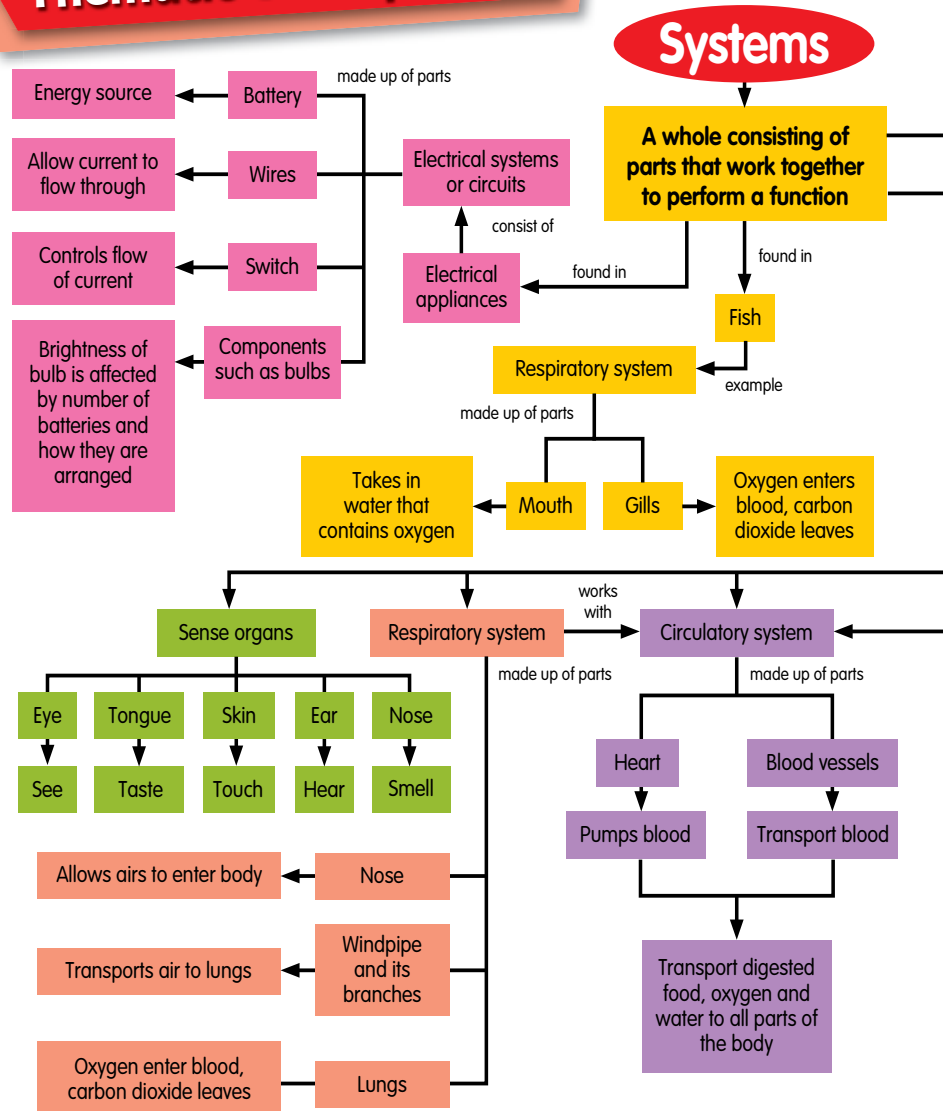 Systems
A whole consisting of
parts that work together
to perform a function
made up of parts
Energy source
Battery
Allow current to
flow through
Wires
Electrical systems
or circuits
consist of
Controls flow
of current
Switch
Electrical
appliances
found in
found in
Brightness of
bulb is affected
by number of
batteries and
how they are
arranged
Components
such as bulbs
Fish
Respiratory system
example
made up of parts
Takes in
water that
contains oxygen
Mouth
Gills
Oxygen enters
blood, carbon
dioxide leaves
Sense organs
Respiratory system
works
with
Circulatory system
made up of parts
made up of parts
Eye
Tongue
Skin
Ear
Nose
See
Taste
Touch
Hear
Smell
Heart
Blood vessels
Pumps blood
Transport blood
Allows airs to enter body
Nose
Transports air to lungs
Windpipe
and its
branches
Transport digested
food, oxygen and
water to all parts of
the body
Oxygen enter blood,
carbon dioxide leaves
Lungs